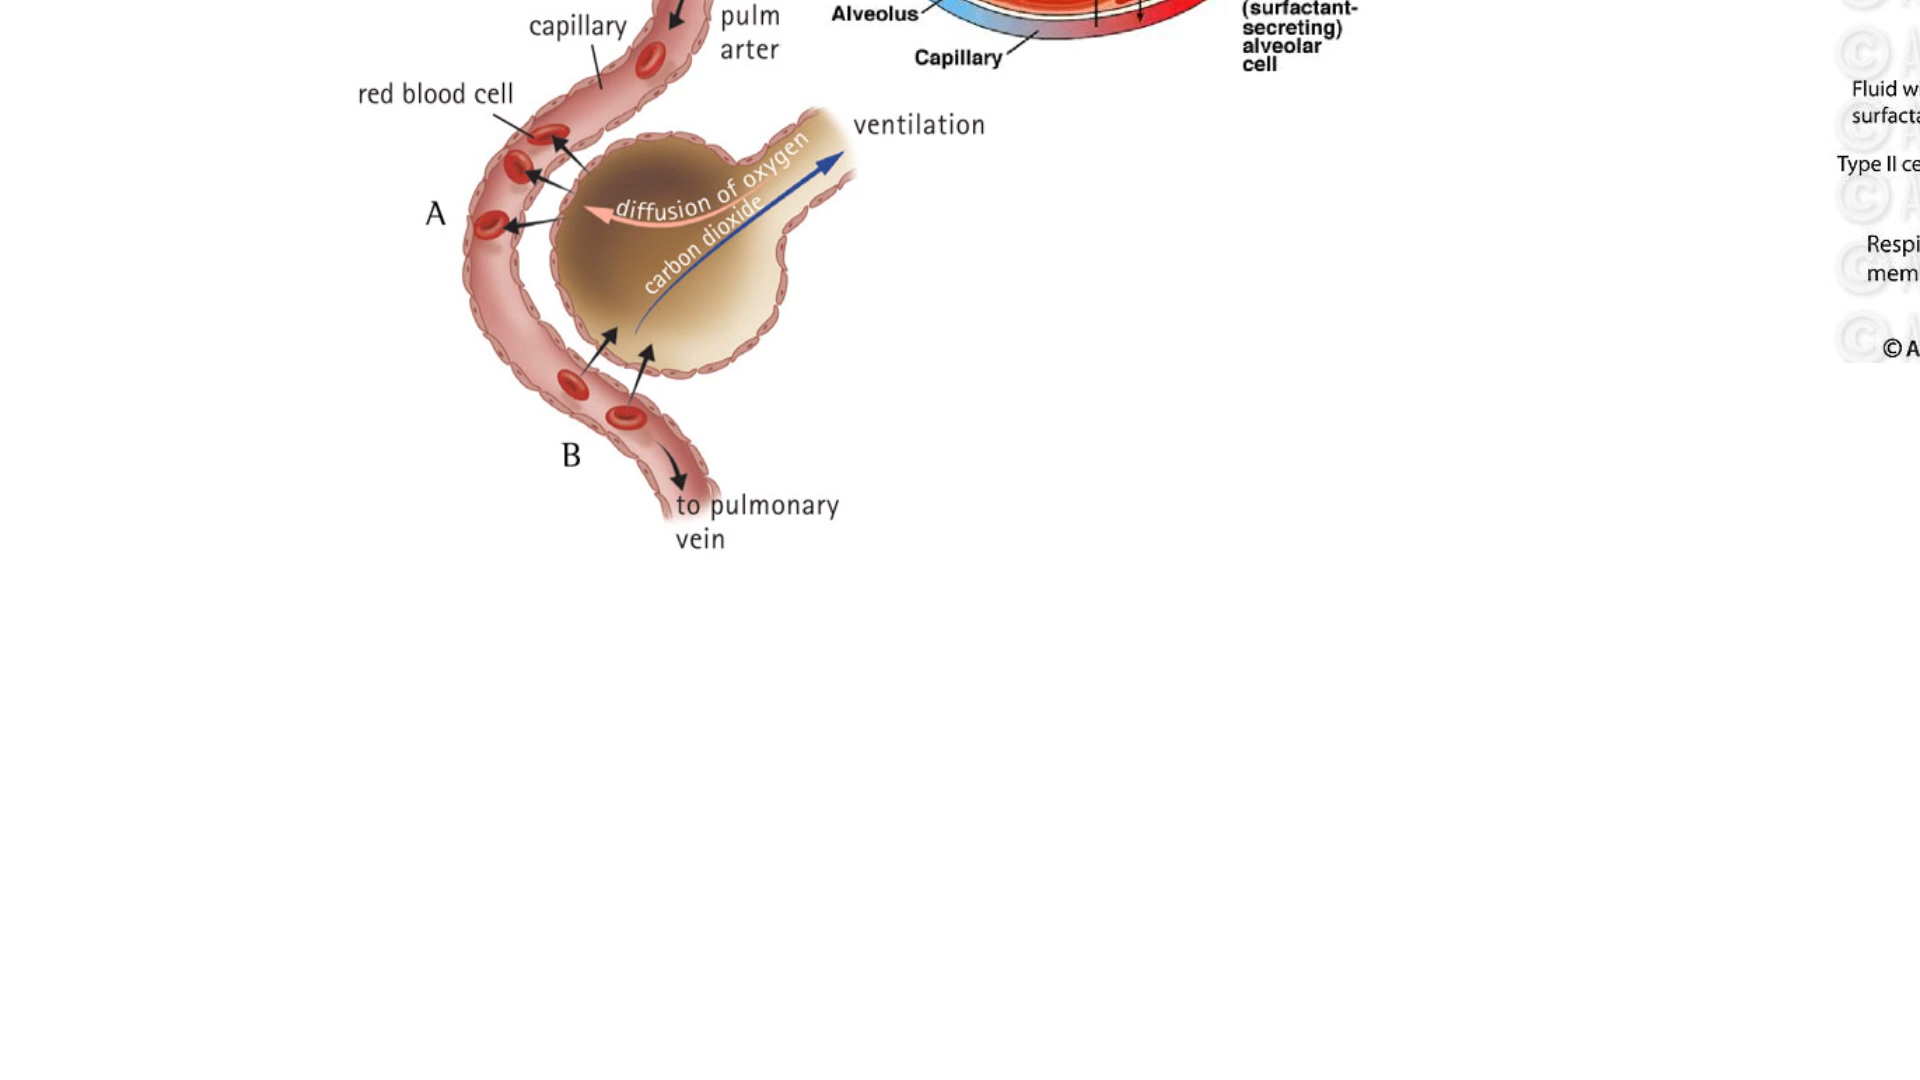 capillary
pulm
arter
red blood cell
ventilation
diffusion of oxygen
carbon dioxide
A
B
to pulmonary
vein
Alveolus
Capillary
(surfactant-
secreting)
alveolar
cell
Fluid w
surfacta
Type II ce
Respi
mem
© A